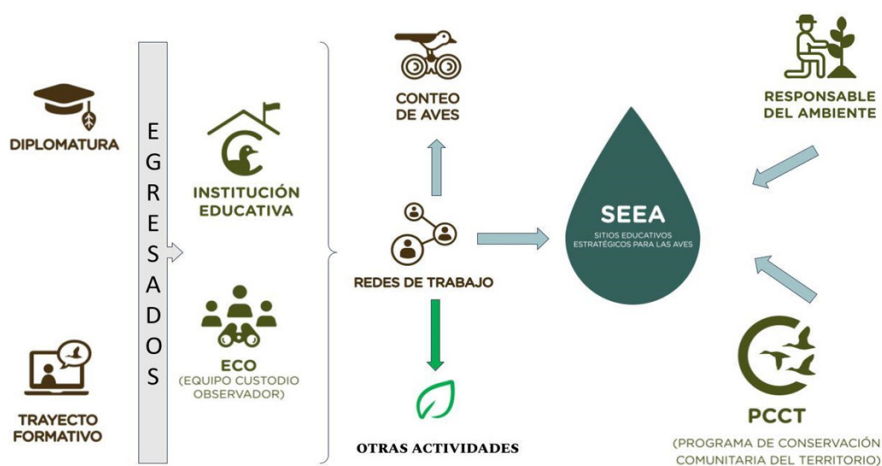 DIPLOMATURA
TRAYECTO
FORMATIVO
EGRESADOS
INSTITUCIÓN
EDUCATIVA
ECO
(EQUIPO CUSTODIO
OBSERVADOR)
CONTEO
DE AVES
REDES DE TRABAJO
OTRAS ACTIVIDADES
SEEA
SITIOS EDUCATIVOS
ESTRATÉGICOS PARA LAS AVES
RESPONSABLE
DEL AMBIENTE
PCCT
(PROGRAMA DE CONSERVACIÓN
COMUNITARIA DEL TERRITORIO)